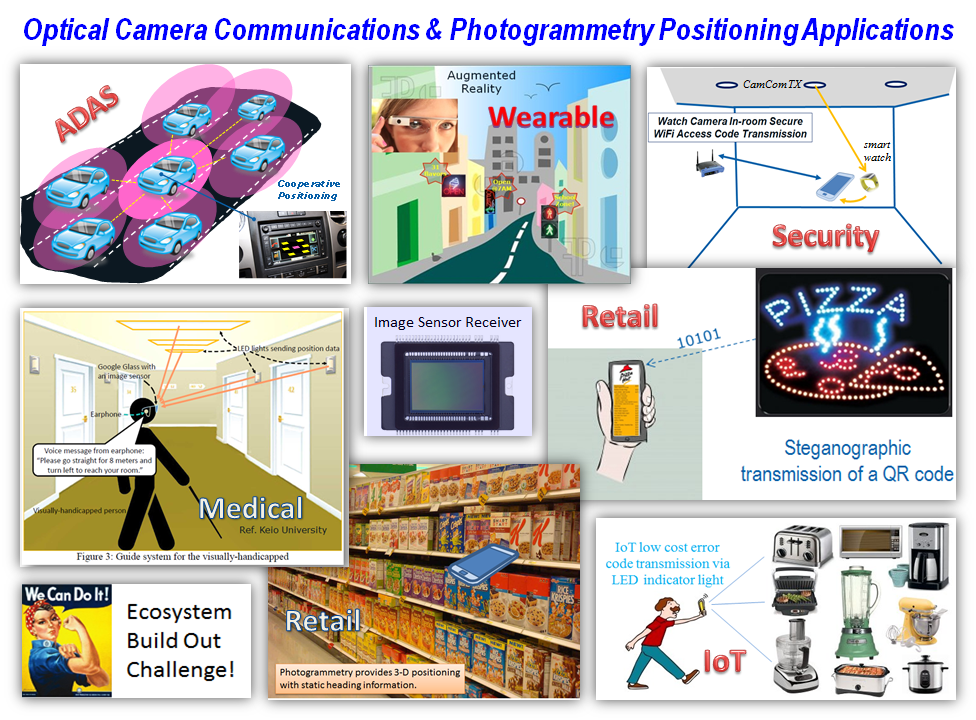 Optical Camera Communications & Photogrammetry Positioning Applications
ADAS
Cooperative
Positioning
Augmented
Reality
Wearable
Open
CamComTX
Watch Camera In-room Secure
WiFi Access Code Transmission
smart
watch
Security
LED lights sending position data
Google Glass with
an image sensor
Earphone
Voice message from earphone:
"Please go straight for 8 meters and
turn left to reach your room."
Visually-handicapped person
35
42
Medical
Ref. Keio University
Figure 3: Guide system for the visually-handicapped
Image Sensor Receiver
Retail
10101
PIZZA
Steganographic
transmission of a QR code
Retail
RICE
KRISPIES
Photogrammetry provides 3-D positioning
with static heading information.
We Can Do It!
Ecosystem
Build Out
Challenge!
IoT low cost error
code transmission via
LED indicator light
IoT